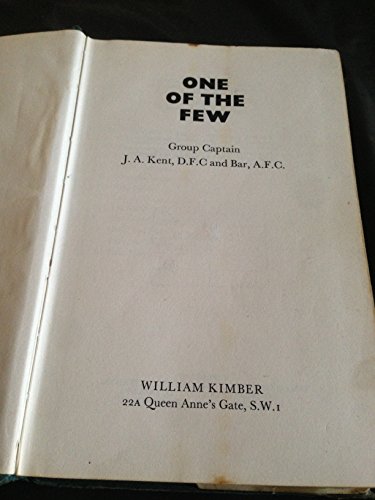 ONE
OF THE
FEW
Group Captain
J. A. Kent, D.F.C and Bar, A.F.C.
WILLIAM KIMBER
22A Queen Anne's Gate, S.W.1